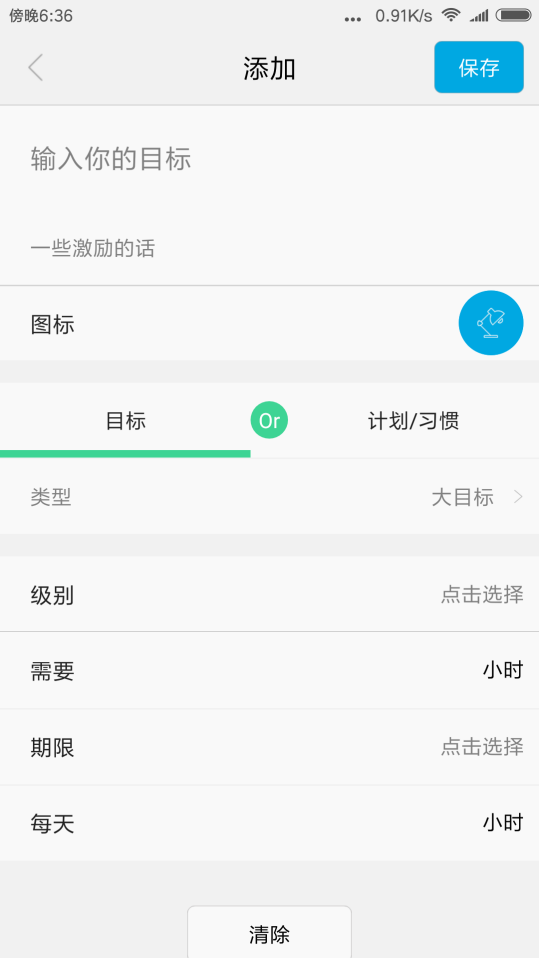 傍晚6:36
... 0.91K/s
添加
保存
输入你的目标
一些激励的话
图标
目标
Or
计划/习惯
类型
大目标
级别
点击选择
需要
小时
期限
点击选择
每天
小时
清除